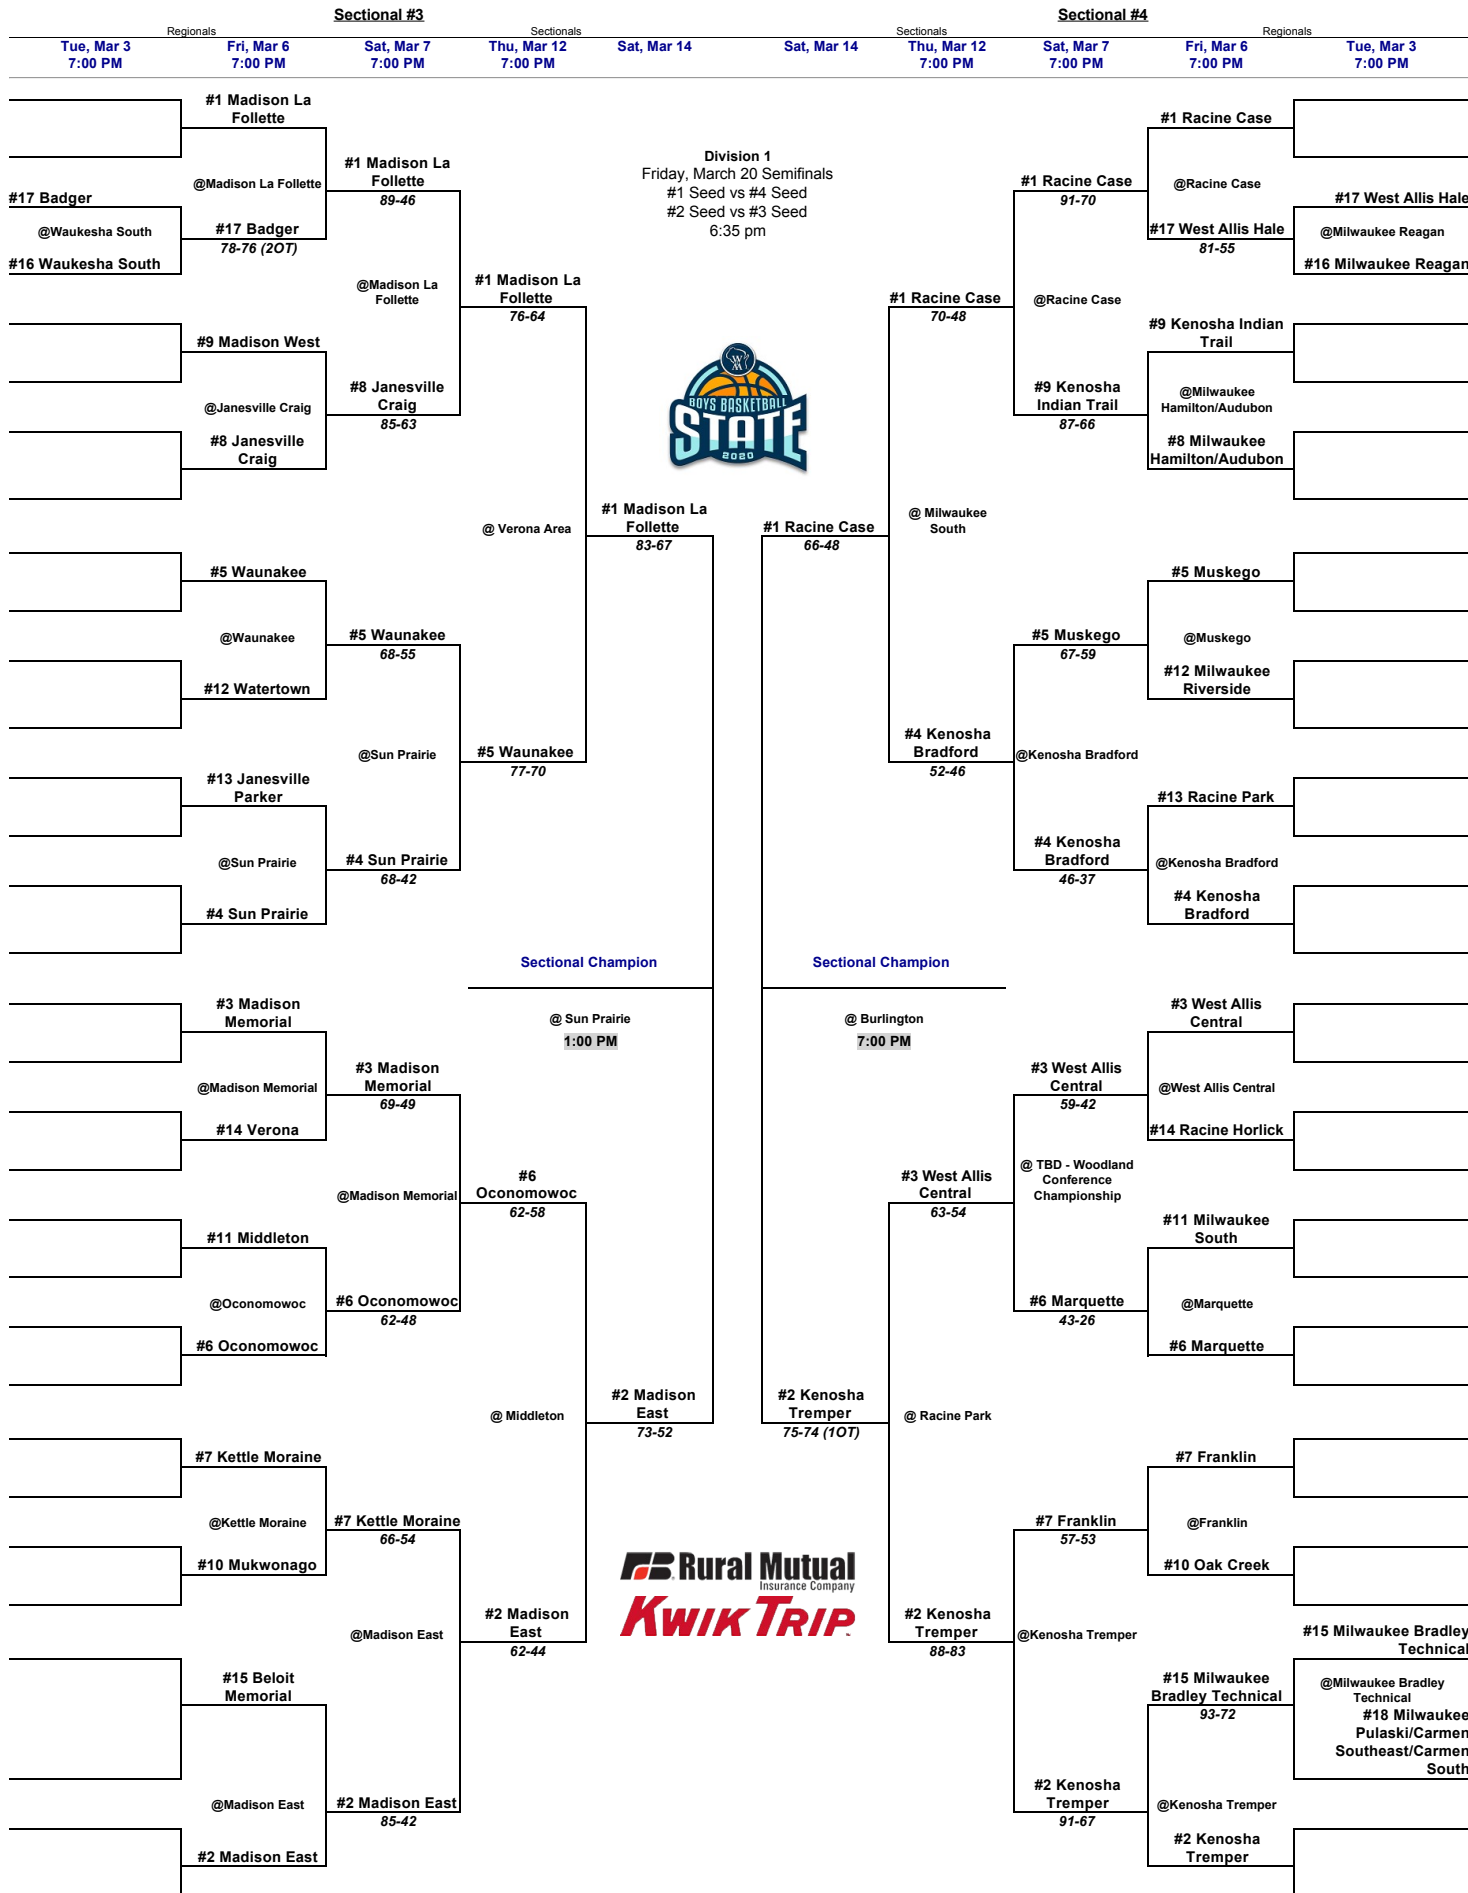 Sectional #3
Sectional #4
Regionals
Sectionals
Sectionals
Regionals
Tue, Mar 3
7:00 PM
Fri, Mar 6
7:00 PM
Sat, Mar 7
7:00 PM
Thu, Mar 12
7:00 PM
Sat, Mar 14
Sat, Mar 14
Thu, Mar 12
7:00 PM
Sat, Mar 7
7:00 PM
Fri, Mar 6
7:00 PM
Tue, Mar 3
7:00 PM
#17 Badger
@Waukesha South
#16 Waukesha South
#1 Madison La
Follette
@Madison La Follette
#17 Badger
78-76 (2OT)
#9 Madison West
@Janesville Craig
#8 Janesville
Craig
#5 Waunakee
@Waunakee
#12 Watertown
#13 Janesville
Parker
@Sun Prairie
#4 Sun Prairie
#3 Madison
Memorial
@Madison Memorial
#14 Verona
#11 Middleton
@Oconomowoc
#6 Oconomowoc
#7 Kettle Moraine
@Kettle Moraine
#10 Mukwonago
#15 Beloit
Memorial
@Madison East
#2 Madison East
#1 Madison La
Follette
89-46
@Madison La
Follette
#8 Janesville
Craig
85-63
#5 Waunakee
68-55
@Sun Prairie
#4 Sun Prairie
68-42
#3 Madison
Memorial
69-49
@Madison Memorial
#6 Oconomowoc
62-48
#7 Kettle Moraine
66-54
@Madison East
#2 Madison East
85-42
#1 Madison La
Follette
76-64
@ Verona Area
#5 Waunakee
77-70
#6
Oconomowoc
62-58
@ Middleton
#2 Madison
East
62-44
#1 Madison La
Follette
83-67
Sectional Champion
@ Sun Prairie
1:00 PM
#2 Madison
East
73-52
Division 1
Friday, March 20 Semifinals
#1 Seed vs #4 Seed
#2 Seed vs #3 Seed
6:35 pm
BOYS BASKETBALL
STATE
2020
Rural Mutual
Insurance Company
KWIK TRIP
#1 Racine Case
66-48
Sectional Champion
@ Burlington
7:00 PM
#2 Kenosha
Tremper
75-74 (1OT)
#1 Racine Case
70-48
@ Milwaukee
South
#4 Kenosha
Bradford
52-46
#3 West Allis
Central
63-54
@ Racine Park
#2 Kenosha
Tremper
88-83
#1 Racine Case
91-70
@Racine Case
#9 Kenosha
Indian Trail
87-66
#5 Muskego
67-59
@Kenosha Bradford
#4 Kenosha
Bradford
46-37
#3 West Allis
Central
59-42
@ TBD - Woodland
Conference
Championship
#6 Marquette
43-26
#7 Franklin
57-53
@Kenosha Tremper
#2 Kenosha
Tremper
91-67
#1 Racine Case
@Racine Case
#17 West Allis Hale
81-55
#9 Kenosha Indian
Trail
@Milwaukee
Hamilton/Audubon
#8 Milwaukee
Hamilton/Audubon
#5 Muskego
@Muskego
#12 Milwaukee
Riverside
#13 Racine Park
@Kenosha Bradford
#4 Kenosha
Bradford
#3 West Allis
Central
@West Allis Central
#14 Racine Horlick
#11 Milwaukee
South
@Marquette
#6 Marquette
#7 Franklin
@Franklin
#10 Oak Creek
#15 Milwaukee
Bradley Technical
93-72
@Kenosha Tremper
#2 Kenosha
Tremper
#17 West Allis Hale
@Milwaukee Reagan
#16 Milwaukee Reagan
#15 Milwaukee Bradley
Technical
@Milwaukee Bradley
Technical
#18 Milwaukee
Pulaski/Carmen
Southeast/Carmen
South